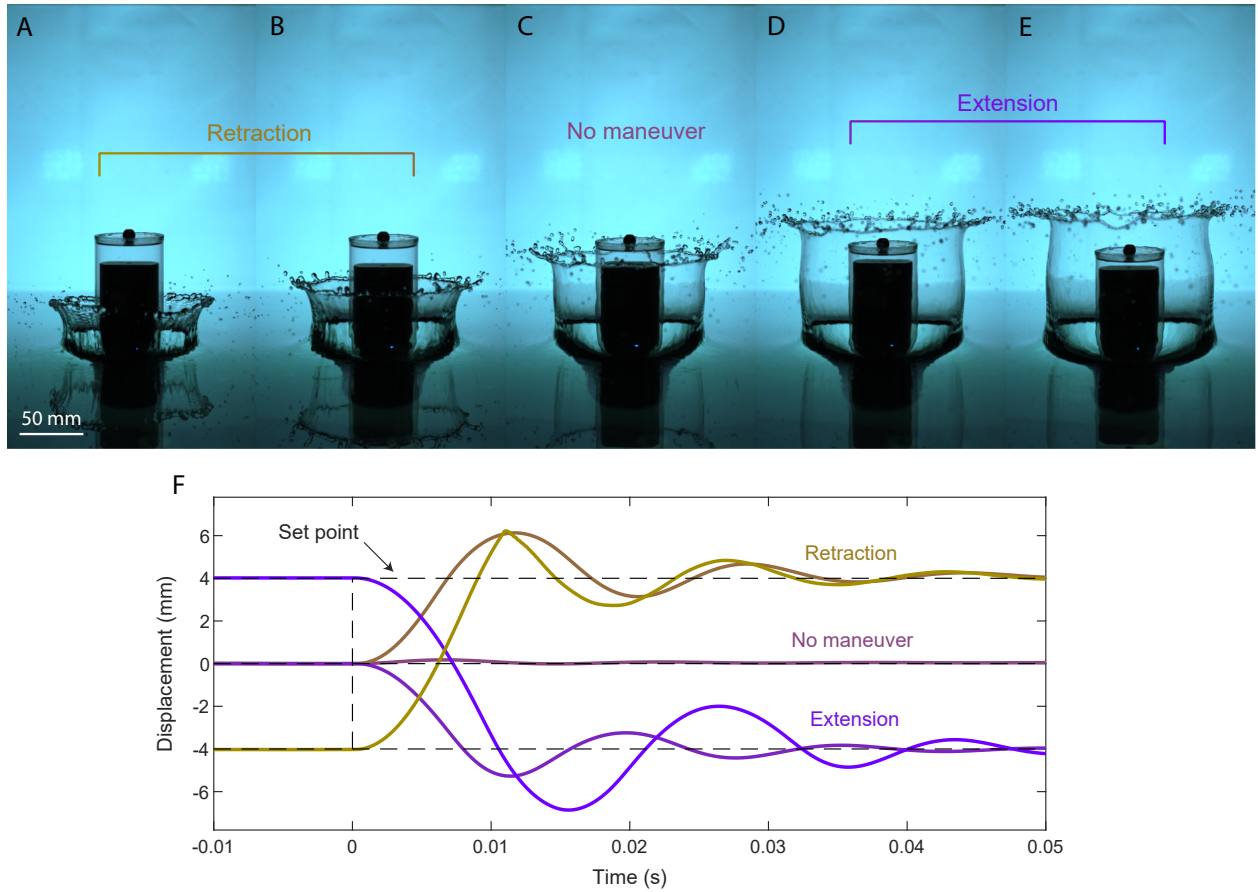 A
B
C
D
E
Retraction
No maneuver
Extension
50 mm
F
Set point
Retraction
No maneuver
Extension
Displacement (mm)
6
4
2
0
-2
-4
-6
-0.01
0
0.01
0.02
0.03
0.04
0.05
Time (s)